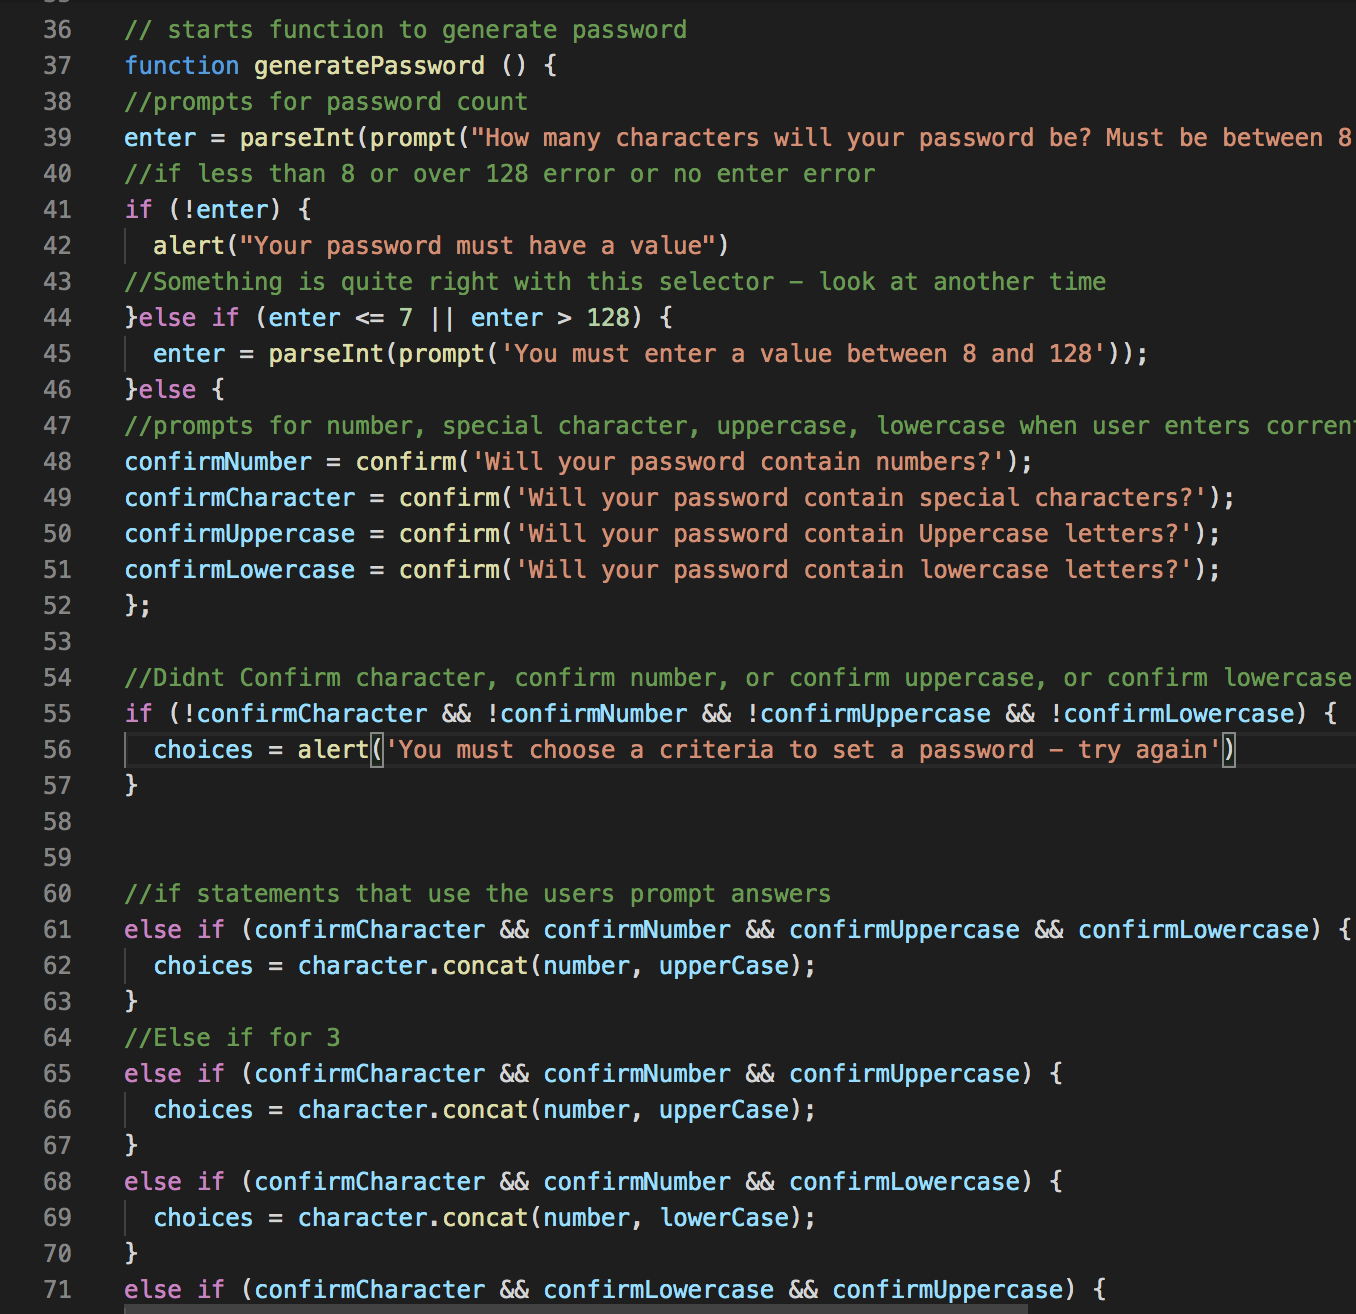 36 // starts function to generate password
37 function generatePassword () {
38 //prompts for password count
39 enter = parseInt(prompt("How many characters will your password be? Must be between 8
40 //if less than 8 or over 128 error or no enter error
41 if (!enter) {
42   alert("Your password must have a value")
43 //Something is quite right with this selector – look at another time
44 }else if (enter <= 7 || enter > 128) {
45   enter = parseInt(prompt('You must enter a value between 8 and 128'));
46 }else {
47 //prompts for number, special character, uppercase, lowercase when user enters corrent
48 confirmNumber = confirm('Will your password contain numbers?');
49 confirmCharacter = confirm('Will your password contain special characters?');
50 confirmUppercase = confirm('Will your password contain Uppercase letters?');
51 confirmLowercase = confirm('Will your password contain lowercase letters?');
52 };
53
54 //Didnt Confirm character, confirm number, or confirm uppercase, or confirm lowercase
55 if (!confirmCharacter && !confirmNumber && !confirmUppercase && !confirmLowercase) {
56   choices = alert('You must choose a criteria to set a password – try again')
57 }
58
59
60 //if statements that use the users prompt answers
61 else if (confirmCharacter && confirmNumber && confirmUppercase && confirmLowercase) {
62   choices = character.concat(number, upperCase);
63 }
64 //Else if for 3
65 else if (confirmCharacter && confirmNumber && confirmUppercase) {
66   choices = character.concat(number, upperCase);
67 }
68 else if (confirmCharacter && confirmNumber && confirmLowercase) {
69   choices = character.concat(number, lowerCase);
70 }
71 else if (confirmCharacter && confirmLowercase && confirmUppercase) {